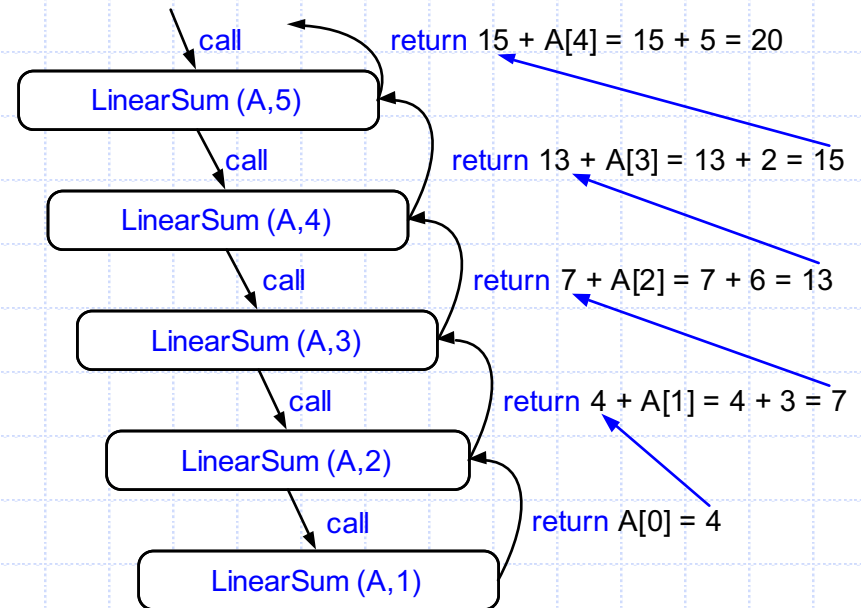 call
return 15 + A[4] = 15 + 5 = 20
LinearSum (A,5)
call
return 13 + A[3] = 13 + 2 = 15
LinearSum (A,4)
call
return 7 + A[2] = 7 + 6 = 13
LinearSum (A,3)
call
return 4 + A[1] = 4 + 3 = 7
LinearSum (A,2)
call
return A[0] = 4
LinearSum (A,1)